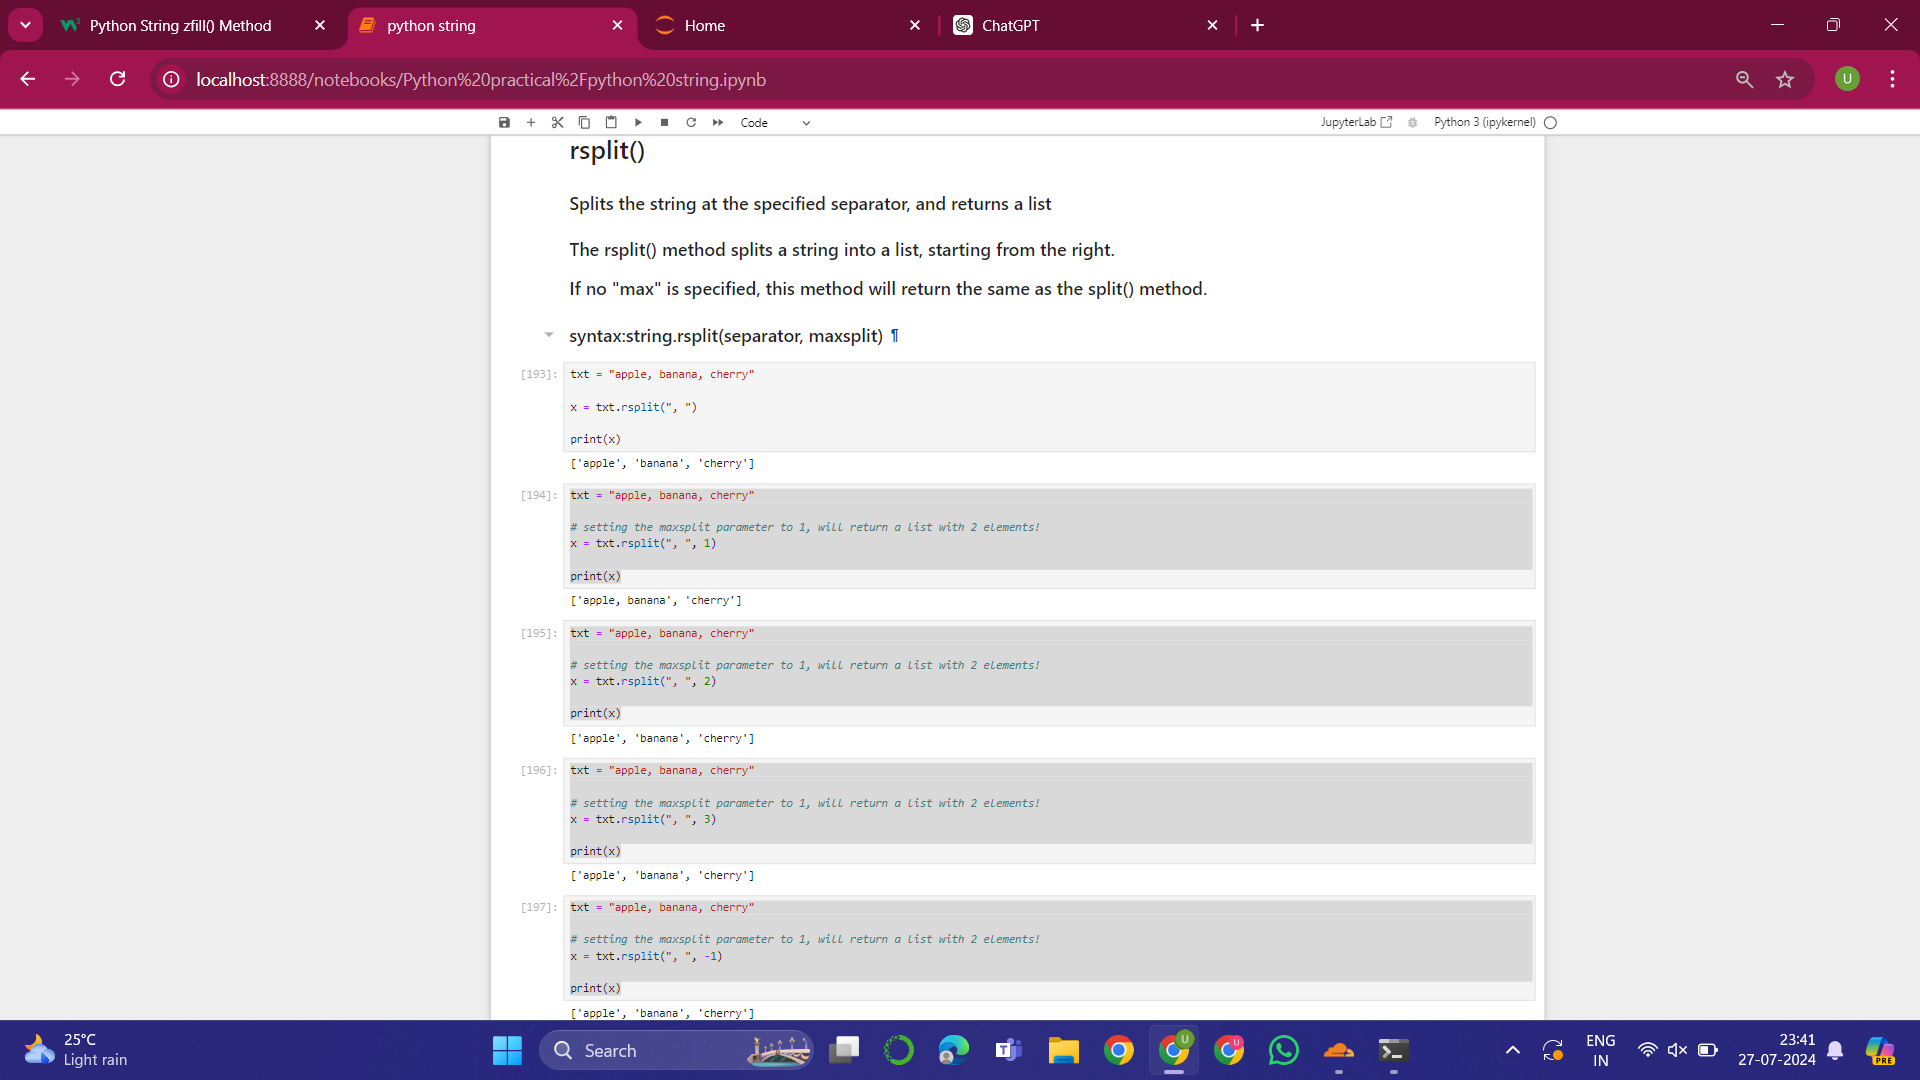 Python String zfill() Method
python string
Home
ChatGPT
localhost:8888/notebooks/Python%20practical%2Fpython%20string.ipynb
U
Code
JupyterLab
Python 3 (ipykernel)
rsplit()
Splits the string at the specified separator, and returns a list
The rsplit() method splits a string into a list, starting from the right.
If no "max" is specified, this method will return the same as the split() method.
syntax:string.rsplit(separator, maxsplit) ¶
[193]: txt = "apple, banana, cherry"
x = txt.rsplit(", ")
print(x)
['apple', 'banana', 'cherry']
[194]: txt = "apple, banana, cherry"
# setting the maxsplit parameter to 1, will return a list with 2 elements!
x = txt.rsplit(", ", 1)
print(x)
['apple, banana', 'cherry']
[195]: txt = "apple, banana, cherry"
# setting the maxsplit parameter to 1, will return a list with 2 elements!
x = txt.rsplit(", ", 2)
print(x)
['apple', 'banana', 'cherry']
[196]: txt = "apple, banana, cherry"
# setting the maxsplit parameter to 1, will return a list with 2 elements!
x = txt.rsplit(", ", 3)
print(x)
['apple', 'banana', 'cherry']
[197]: txt = "apple, banana, cherry"
# setting the maxsplit parameter to 1, will return a list with 2 elements!
x = txt.rsplit(", ", -1)
print(x)
['apple', 'banana', 'cherry']
25°C
Light rain
Search
ENG
IN
23:41
27-07-2024
PRE